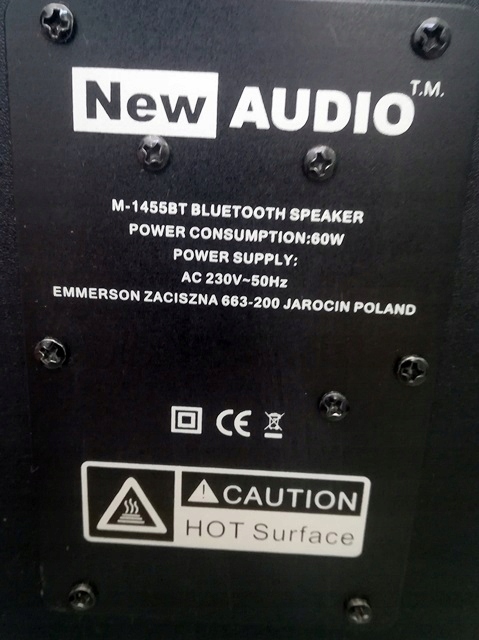 New AUDIO T.M.
M-1455BT BLUETOOTH SPEAKER
POWER CONSUMPTION:60W
POWER SUPPLY:
AC 230V~50Hz
EMMERSON ZACISZNA 663-200 JAROCIN POLAND
CE
CAUTION
HOT Surface